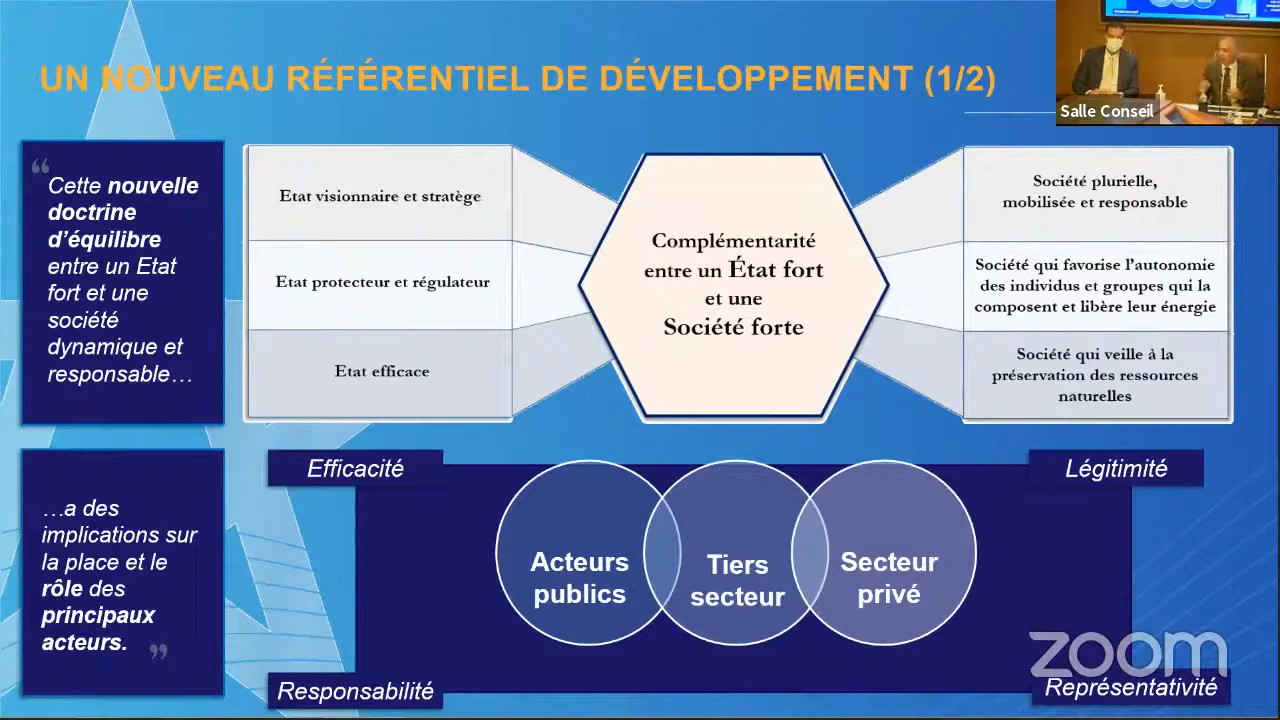 UN NOUVEAU RÉFÉRENTIEL DE DÉVELOPPEMENT (1/2)
Salle Conseil
“
Cette nouvelle
doctrine
d’équilibre
entre un Etat
fort et une
société
dynamique et
responsable…
Etat visionnaire et stratège
Etat protecteur et régulateur
Etat efficace
Complémentarité
entre un État fort
et une
Société forte
Société plurielle,
mobilisée et responsable
Société qui favorise l’autonomie
des individus et groupes qui la
composent et libère leur énergie
Société qui veille à la
préservation des ressources
naturelles
…a des
implications sur
la place et le
rôle des
principaux
acteurs.
”
Efficacité
Légitimité
Acteurs
publics
Tiers
secteur
Secteur
privé
Responsabilité
zoom
Représentativité